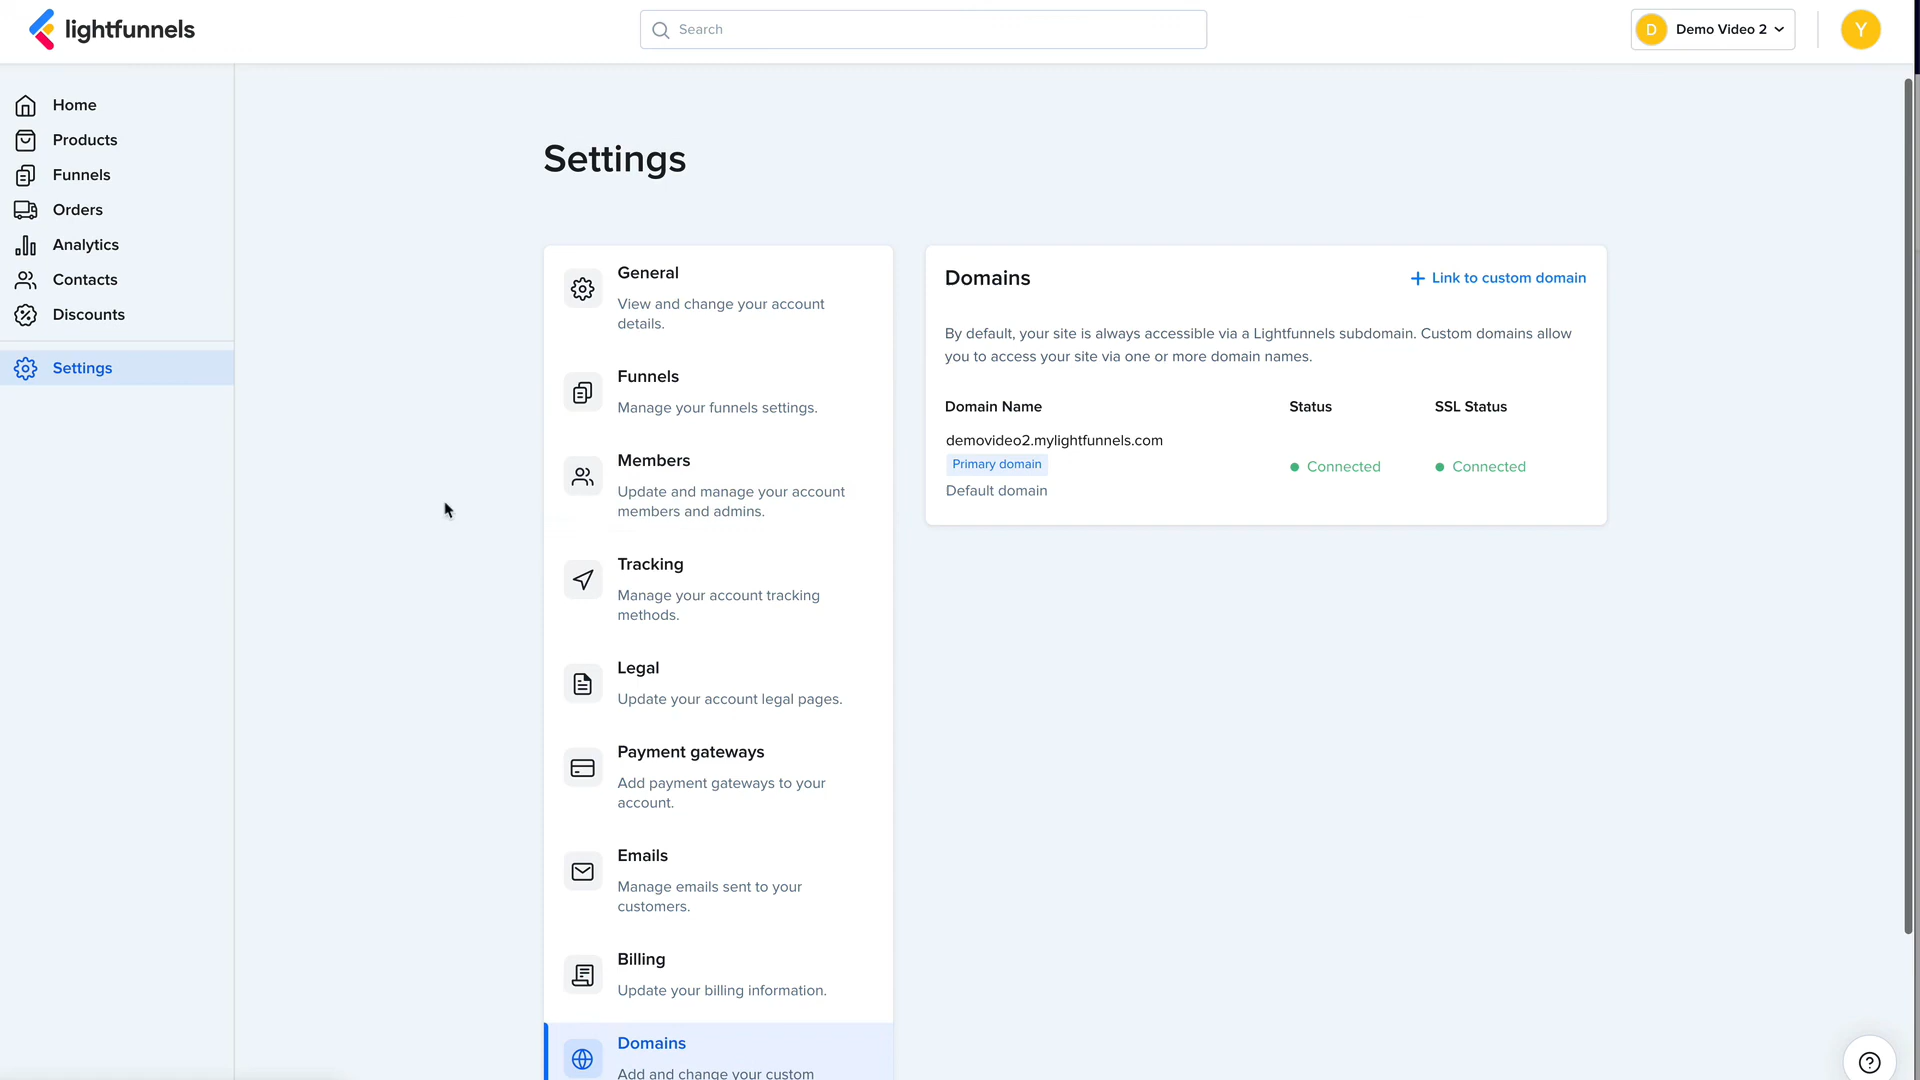 lightfunnels
Search
D
Demo Video 2
Y
Home
Products
Funnels
Orders
Analytics
Contacts
Discounts
Settings
Settings
General
View and change your account
details.
Funnels
Manage your funnels settings.
Members
Update and manage your account
members and admins.
Tracking
Manage your account tracking
methods.
Legal
Update your account legal pages.
Payment gateways
Add payment gateways to your
account.
Emails
Manage emails sent to your
customers.
Billing
Update your billing information.
Domains
Add and change your custom
Domains
+ Link to custom domain
By default, your site is always accessible via a Lightfunnels subdomain. Custom domains allow
you to access your site via one or more domain names.
Domain Name Status SSL Status
demovideo2.mylightfunnels.com
Primary domain
Connected Connected
Default domain